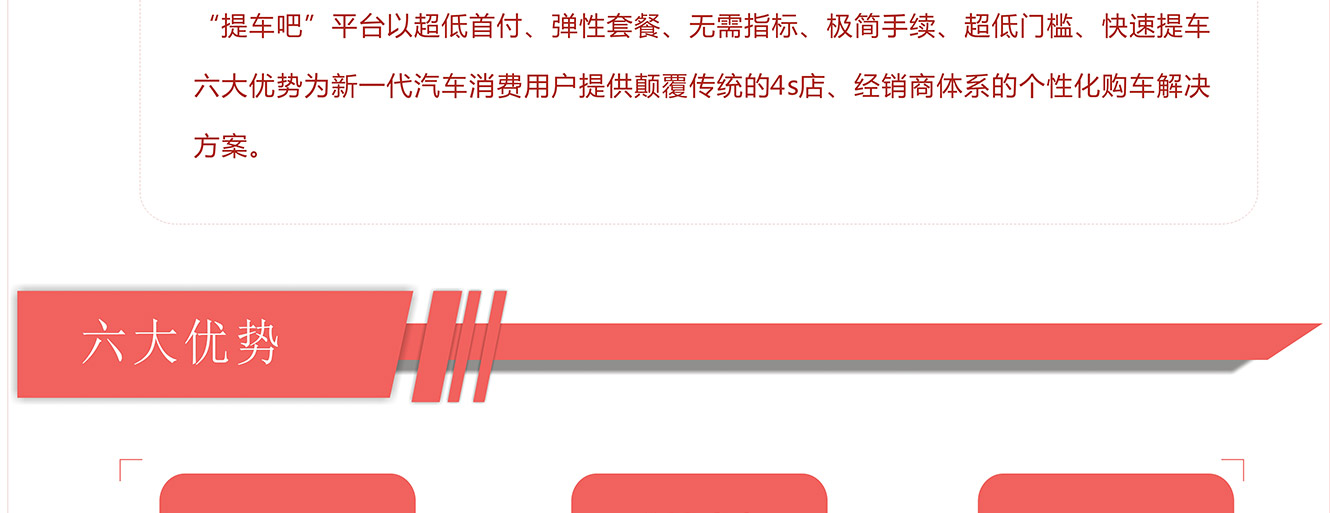 “提车吧”平台以超低首付、弹性套餐、无需指标、极简手续、超低门槛、快速提车
六大优势为新一代汽车消费用户提供颠覆传统的4s店、经销商体系的个性化购车解决
方案。
六大优势